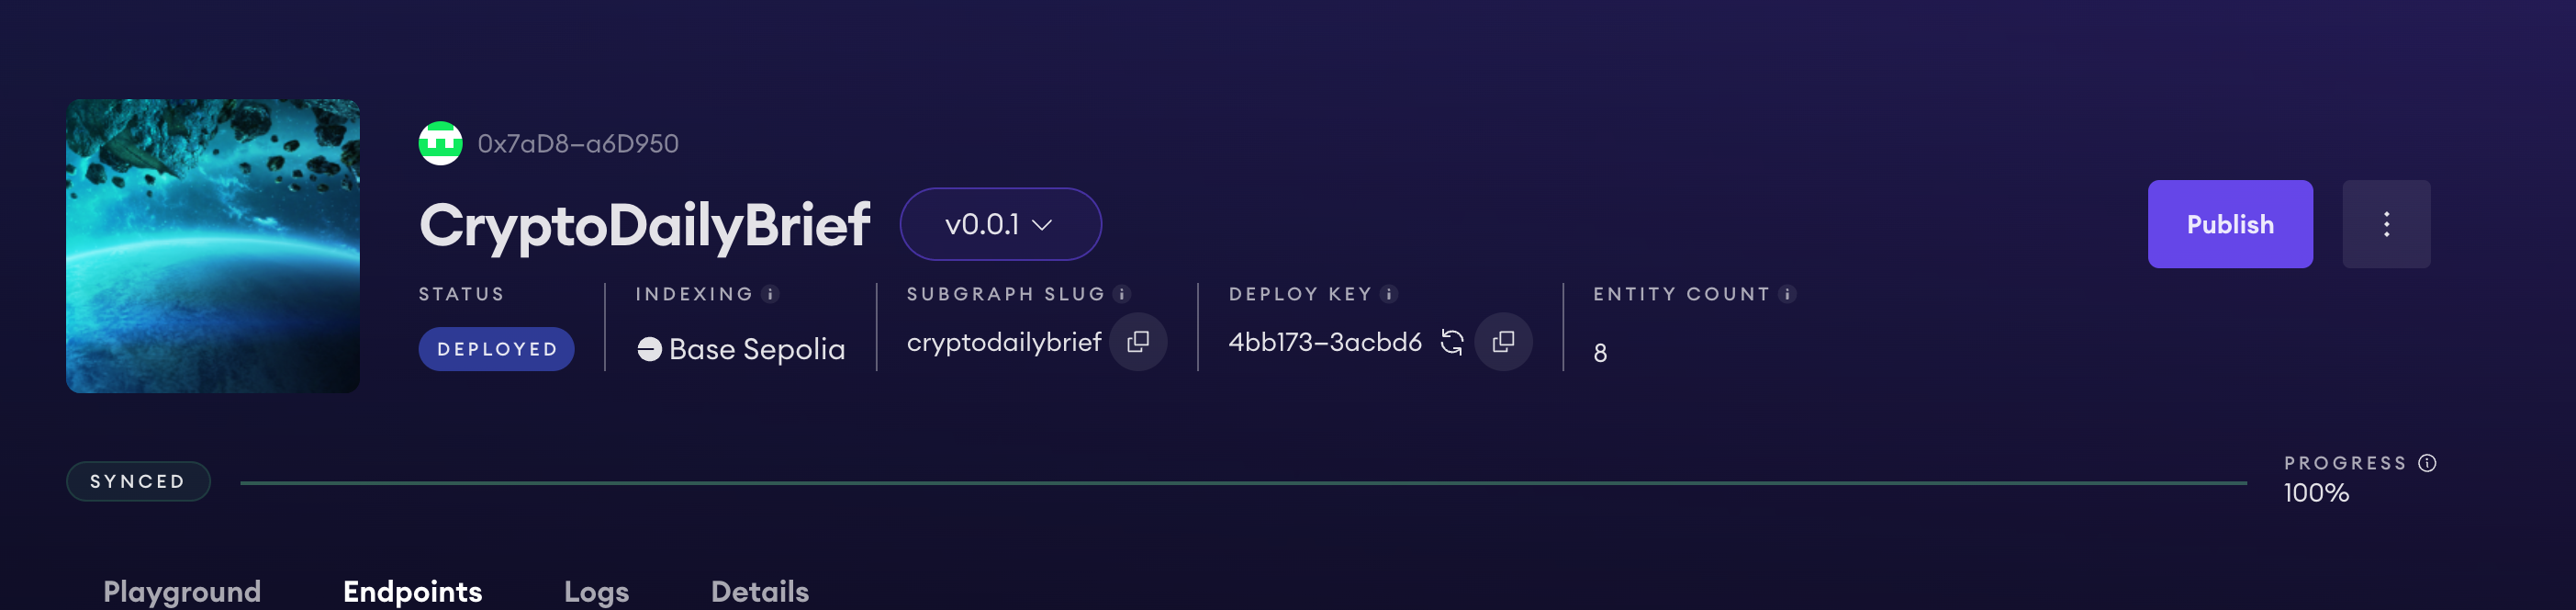 0x7aD8–a6D950
CryptoDailyBrief
v0.0.1
Publish
STATUS
DEPLOYED
INDEXING
Base Sepolia
SUBGRAPH SLUG
cryptodailybrief
DEPLOY KEY
4bb173–3acbd6
ENTITY COUNT
8
SYNCED
PROGRESS
100%
Playground Endpoints Logs Details